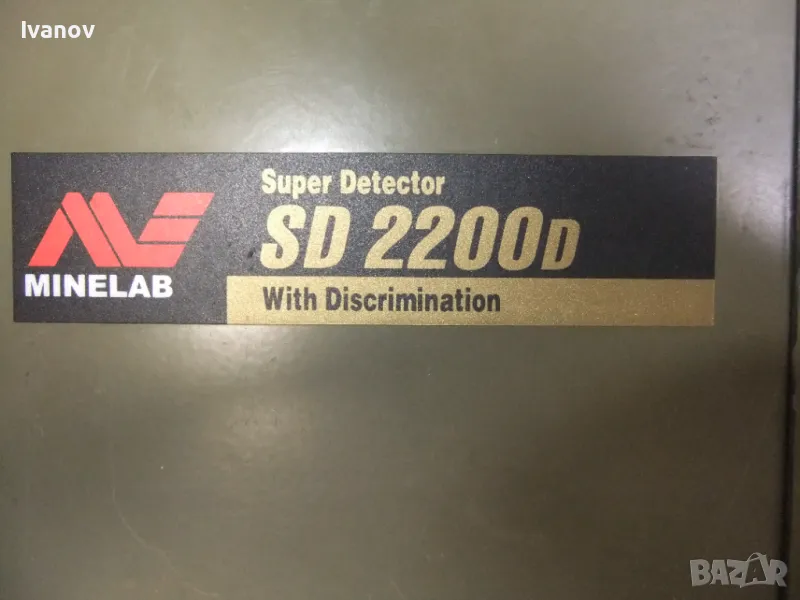 Ivanov
Super Detector
SD 2200D
MINELAB
With Discrimination
BAZAR